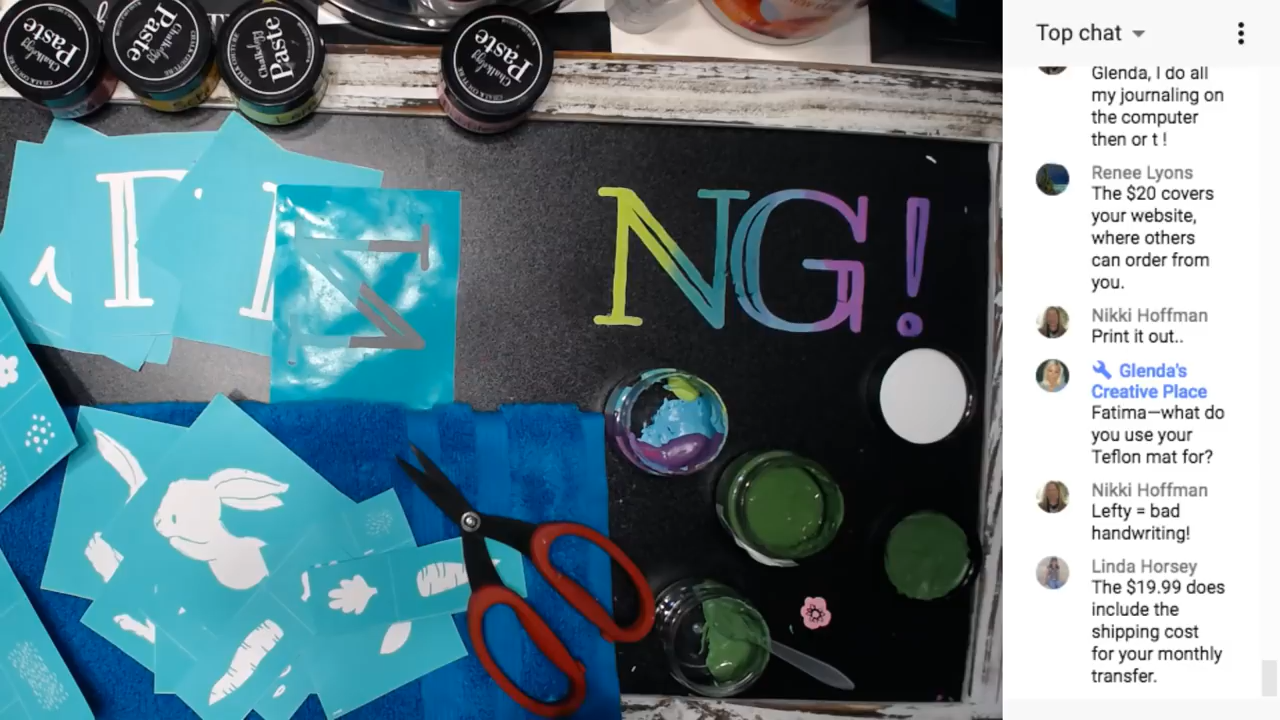 Paste
Chalkology
Paste
Chalkology
Paste
Paste
Chalkology
NG!
Top chat
Glenda, I do all
my journaling on
the computer
then or t !
Renee Lyons
The $20 covers
your website,
where others
can order from
you.
Nikki Hoffman
Print it out..
Glenda's
Creative Place
Fatima—what do
you use your
Teflon mat for?
Nikki Hoffman
Lefty = bad
handwriting!
Linda Horsey
The $19.99 does
include the
shipping cost
for your monthly
transfer.